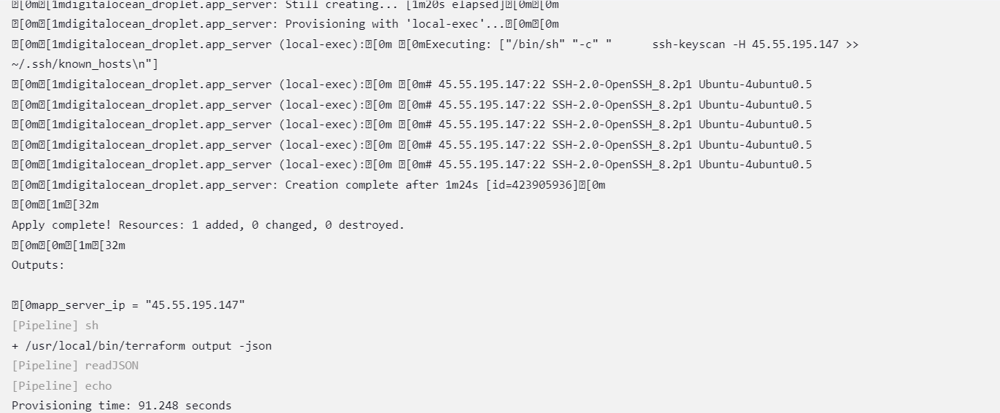 ␛[0m␛[1mdigitalocean_droplet.app_server: Still creating... [1m20s elapsed]␛[0m␛[0m
␛[0m␛[1mdigitalocean_droplet.app_server: Provisioning with 'local-exec'...␛[0m␛[0m
␛[0m␛[1mdigitalocean_droplet.app_server (local-exec):␛[0m ␛[0mExecuting: ["/bin/sh" "-c" "      ssh-keyscan -H 45.55.195.147 >>
~/.ssh/known_hosts\n"]
␛[0m␛[1mdigitalocean_droplet.app_server (local-exec):␛[0m ␛[0m# 45.55.195.147:22 SSH-2.0-OpenSSH_8.2p1 Ubuntu-4ubuntu0.5
␛[0m␛[1mdigitalocean_droplet.app_server (local-exec):␛[0m ␛[0m# 45.55.195.147:22 SSH-2.0-OpenSSH_8.2p1 Ubuntu-4ubuntu0.5
␛[0m␛[1mdigitalocean_droplet.app_server (local-exec):␛[0m ␛[0m# 45.55.195.147:22 SSH-2.0-OpenSSH_8.2p1 Ubuntu-4ubuntu0.5
␛[0m␛[1mdigitalocean_droplet.app_server (local-exec):␛[0m ␛[0m# 45.55.195.147:22 SSH-2.0-OpenSSH_8.2p1 Ubuntu-4ubuntu0.5
␛[0m␛[1mdigitalocean_droplet.app_server (local-exec):␛[0m ␛[0m# 45.55.195.147:22 SSH-2.0-OpenSSH_8.2p1 Ubuntu-4ubuntu0.5
␛[0m␛[1mdigitalocean_droplet.app_server: Creation complete after 1m24s [id=423905936]␛[0m
␛[0m␛[1m␛[32m
Apply complete! Resources: 1 added, 0 changed, 0 destroyed.
␛[0m␛[0m␛[1m␛[32m
Outputs:
␛[0mapp_server_ip = "45.55.195.147"
[Pipeline] sh
+ /usr/local/bin/terraform output -json
[Pipeline] readJSON
[Pipeline] echo
Provisioning time: 91.248 seconds